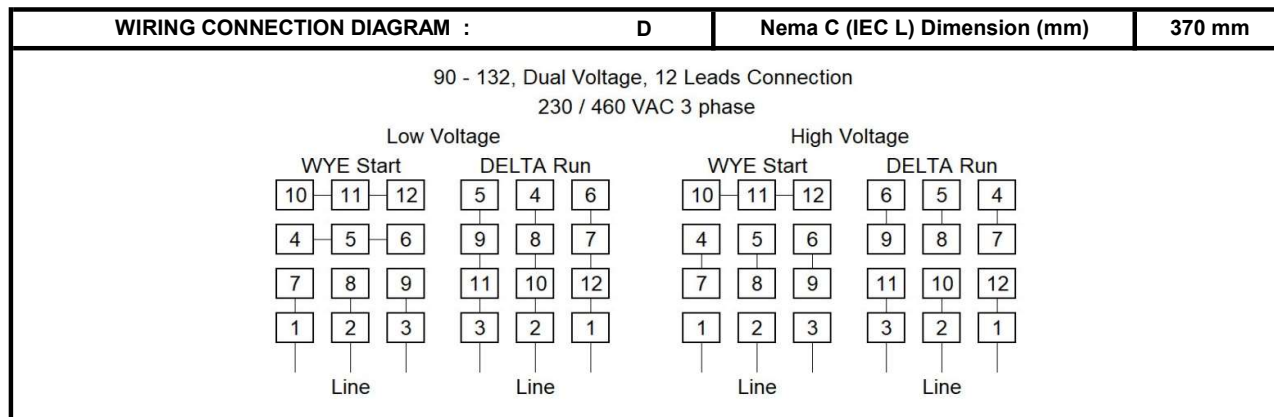 WIRING CONNECTION DIAGRAM : D Nema C (IEC L) Dimension (mm) 370 mm
90 - 132, Dual Voltage, 12 Leads Connection
230 / 460 VAC 3 phase
Low Voltage High Voltage
WYE Start DELTA Run WYE Start DELTA Run
10 11 12 5 4 6 10 11 12 6 5 4
4 5 6 9 8 7 4 5 6 9 8 7
7 8 9 11 10 12 7 8 9 11 10 12
1 2 3 3 2 1 1 2 3 3 2 1
Line Line Line Line